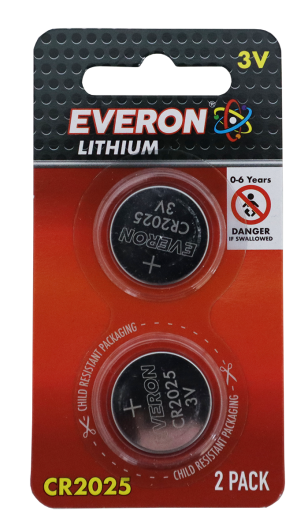 3V
EVERON®
LITHIUM
0-6 Years
DANGER
IF SWALLOWED
EVERON
CR2025
3V
+
CHILD RESISTANT PACKAGING
EVERON
CR2025
3V
+
CHILD RESISTANT PACKAGING
CR2025
2 PACK